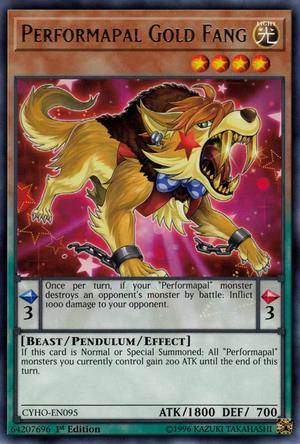 PERFORMAPAL GOLD FANG
LIGHT
光
Once per turn, if your "Performapal" monster
destroys an opponent's monster by battle: Inflict
1000 damage to your opponent.
3
3
[BEAST/PENDULUM/EFFECT]
If this card is Normal or Special Summoned: All "Performapal"
monsters you currently control gain 200 ATK until the end of this
turn.
CYHO-EN095
ATK/1800 DEF/ 700
64207696 1st Edition
©1996 KAZUKI TAKAHASHI